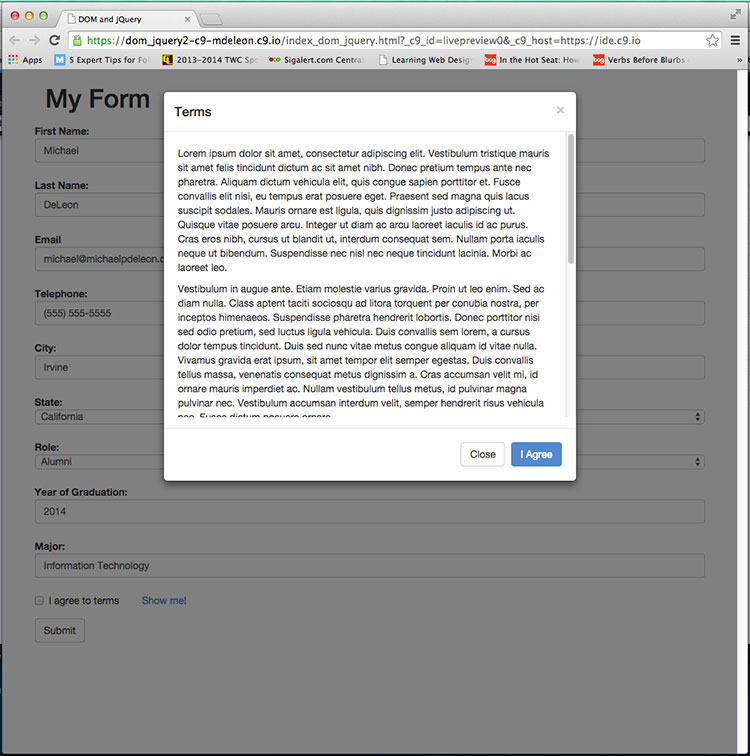 DOM and jQuery
https://dom_jquery2-c9-mdeleon.c9.io/index_dom_jquery.html?_c9_id=livepreview0&_c9_host=https://ide.c9.io
Apps
5 Expert Tips for Fol
2013-2014 TWC Spo
Sigalert.com Central
Learning Web Design
In the Hot Seat: How
Verbs Before Blurbs
»
My Form
First Name:
Michael
Last Name:
DeLeon
Email
michael@michaelpdeleon.c
Telephone:
(555) 555-5555
City:
Irvine
State:
California
Role:
Alumni
Year of Graduation:
2014
Major:
Information Technology
I agree to terms Show me!
Submit
Terms
×
Lorem ipsum dolor sit amet, consectetur adipiscing elit. Vestibulum tristique mauris
sit amet felis tincidunt dictum ac sit amet nibh. Donec pretium tempus ante nec
pharetra. Aliquam dictum vehicula elit, quis congue sapien porttitor et. Fusce
convallis elit nisi, eu tempus erat posuere eget. Praesent sed magna quis lacus
suscipit sodales. Mauris ornare est ligula, quis dignissim justo adipiscing ut.
Quisque vitae posuere arcu. Integer ut diam ac arcu laoreet iaculis id ac purus.
Cras eros nibh, cursus ut blandit ut, interdum consequat sem. Nullam porta iaculis
neque ut bibendum. Suspendisse nec nisl nec neque tincidunt lacinia. Morbi ac
laoreet leo.
Vestibulum in augue ante. Etiam molestie varius gravida. Proin ut leo enim. Sed ac
diam nulla. Class aptent taciti sociosqu ad litora torquent per conubia nostra, per
inceptos himenaeos. Suspendisse pharetra hendrerit lobortis. Donec porttitor nisi
sed odio pretium, sed luctus ligula vehicula. Duis convallis sem lorem, a cursus
dolor tempus tincidunt. Duis sed nunc vitae metus congue aliquam id vitae nulla.
Vivamus gravida erat ipsum, sit amet tempor elit semper egestas. Duis convallis
tellus massa, venenatis consequat metus dignissim a. Cras accumsan velit mi, id
ornare mauris imperdiet ac. Nullam vestibulum tellus metus, id pulvinar magna
pulvinar nec. Vestibulum accumsan interdum velit, semper hendrerit risus vehicula
nec. Fusce dictum posuere ornare
Close
I Agree